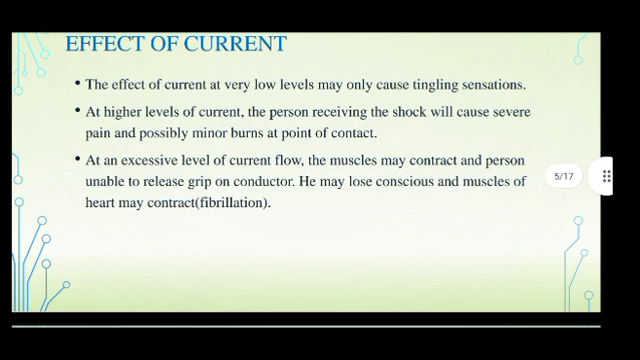 EFFECT OF CURRENT
• The effect of current at very low levels may only cause tingling sensations.
• At higher levels of current, the person receiving the shock will cause severe
pain and possibly minor burns at point of contact.
• At an excessive level of current flow, the muscles may contract and person
unable to release grip on conductor. He may lose conscious and muscles of
heart may contract(fibrillation).
5/17